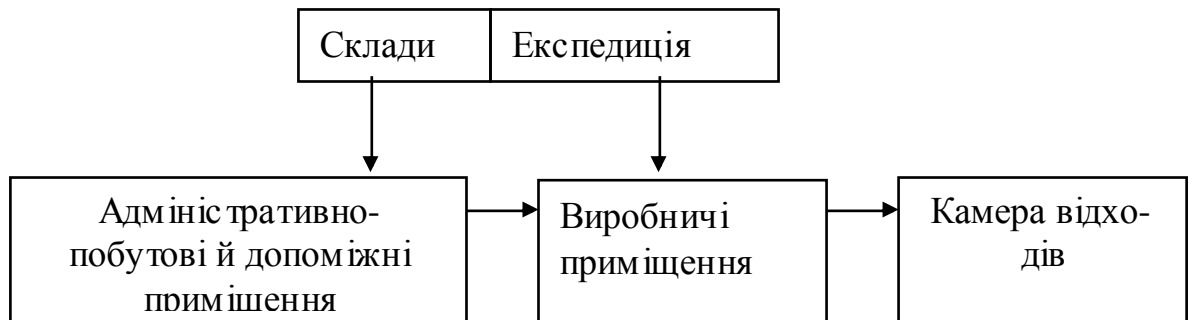 Склади
Експедиція
Адміністративно-
побутові й допоміжні
приміщення
Виробничі
приміщення
Камера відхо-
дів